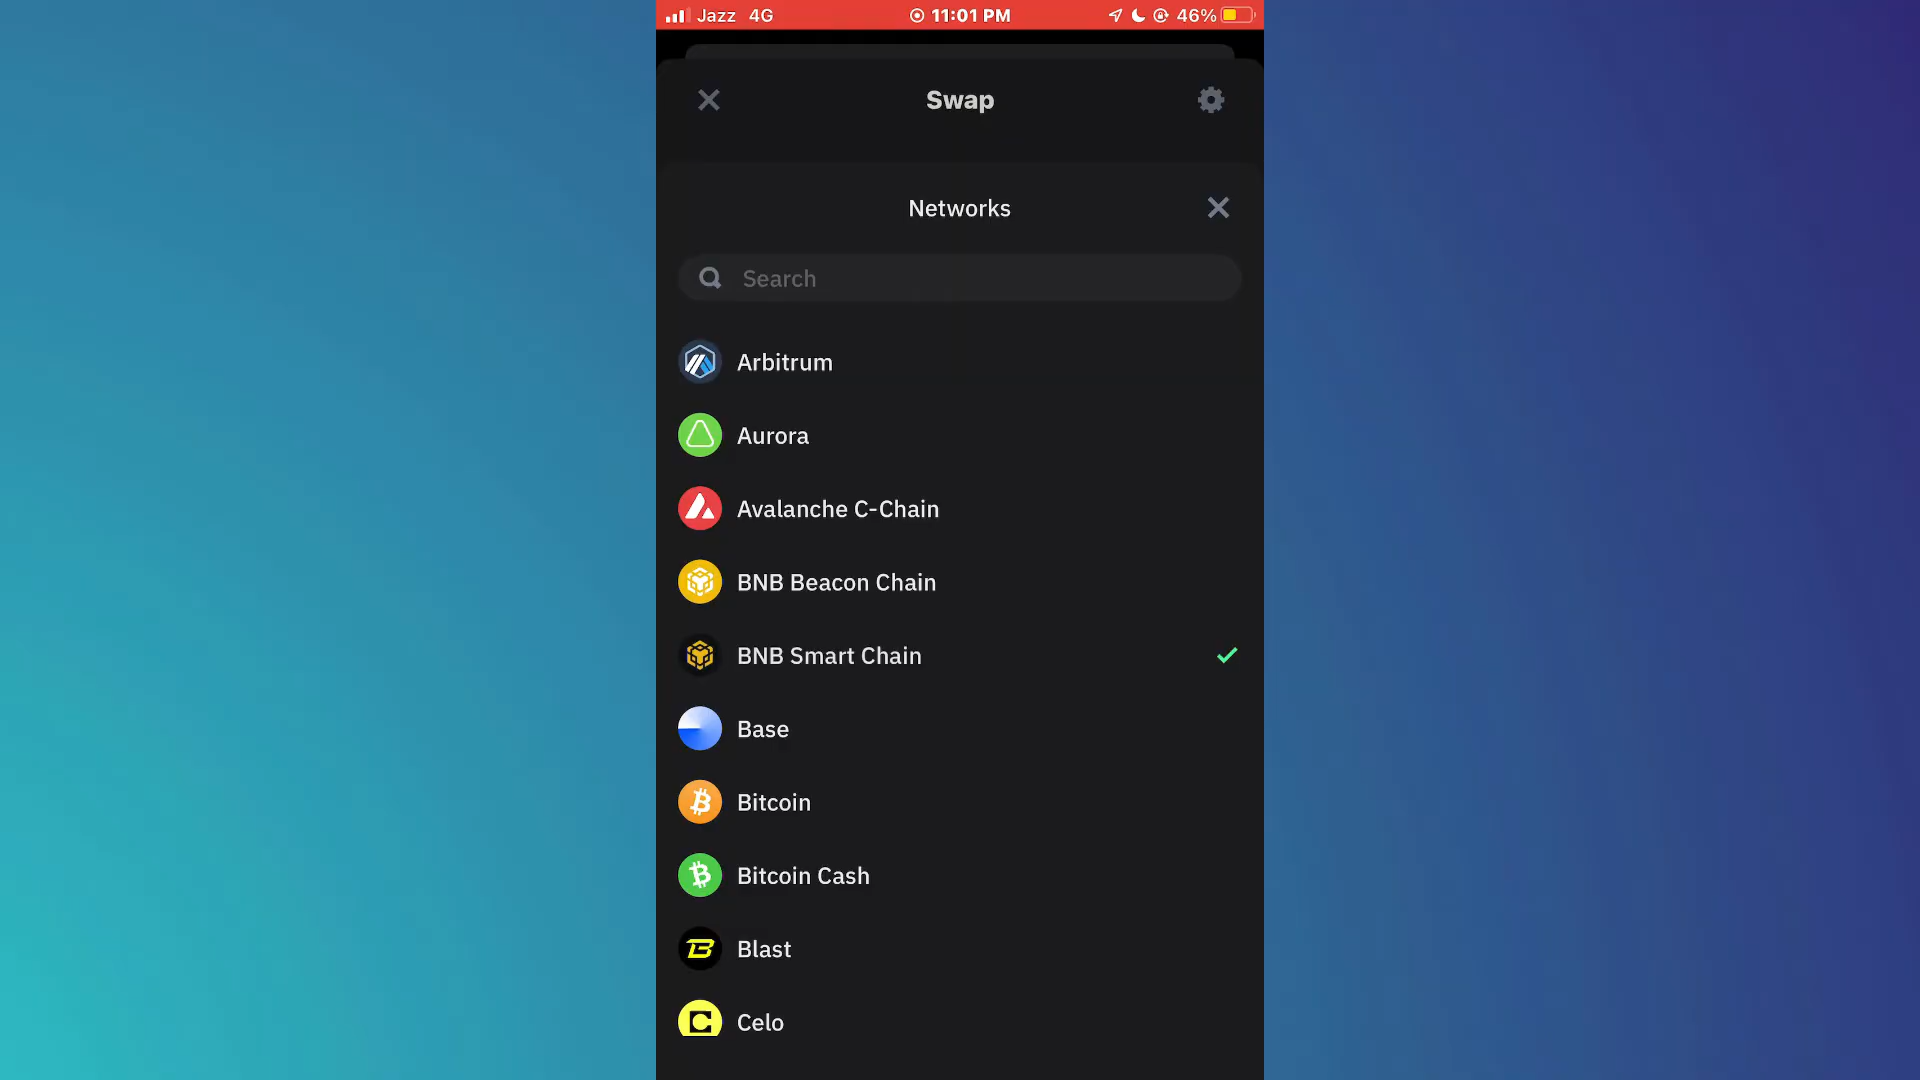 Jazz 4G 11:01 PM 46%
Swap
Networks
Search
Arbitrum
Aurora
Avalanche C-Chain
BNB Beacon Chain
BNB Smart Chain
Base
Bitcoin
Bitcoin Cash
Blast
Celo